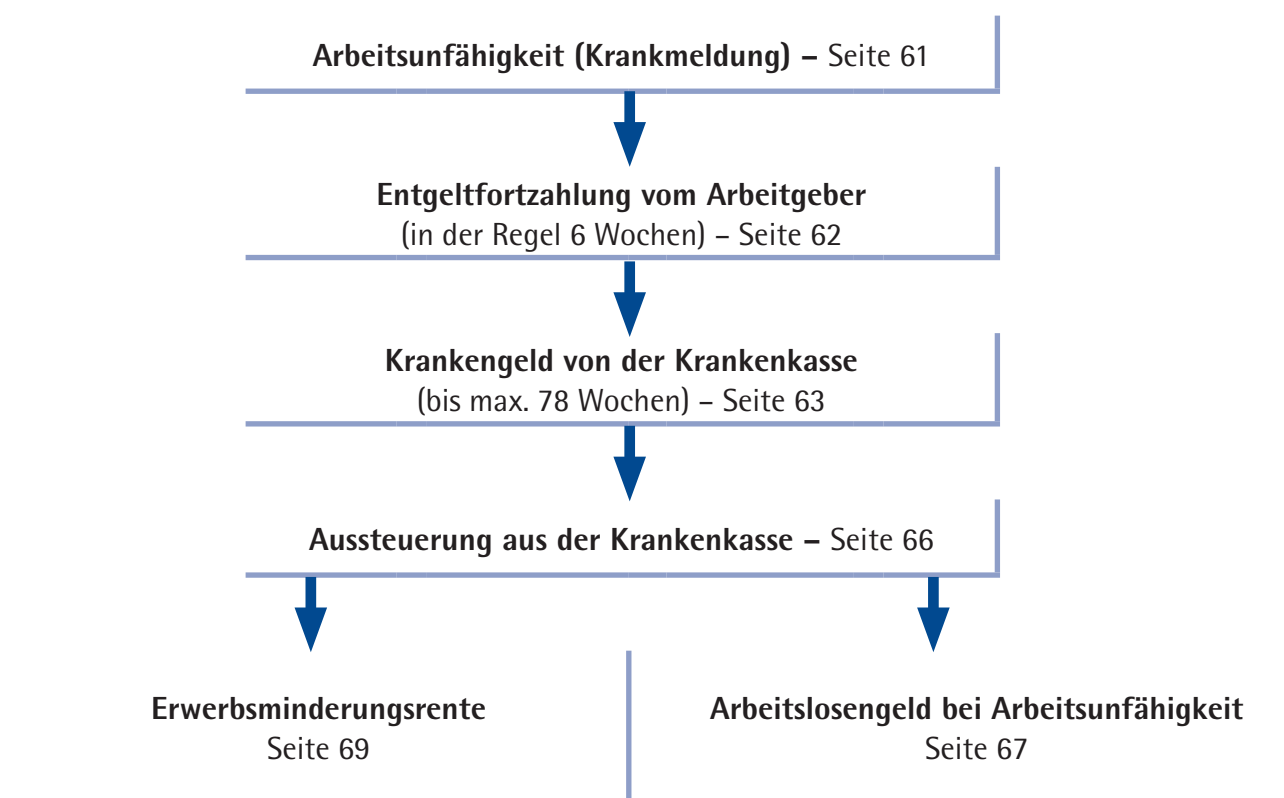 Arbeitsunfähigkeit (Krankmeldung) – Seite 61
Entgeltfortzahlung vom Arbeitgeber
(in der Regel 6 Wochen) – Seite 62
Krankengeld von der Krankenkasse
(bis max. 78 Wochen) – Seite 63
Aussteuerung aus der Krankenkasse – Seite 66
Erwerbsminderungsrente
Seite 69
Arbeitslosengeld bei Arbeitsunfähigkeit
Seite 67